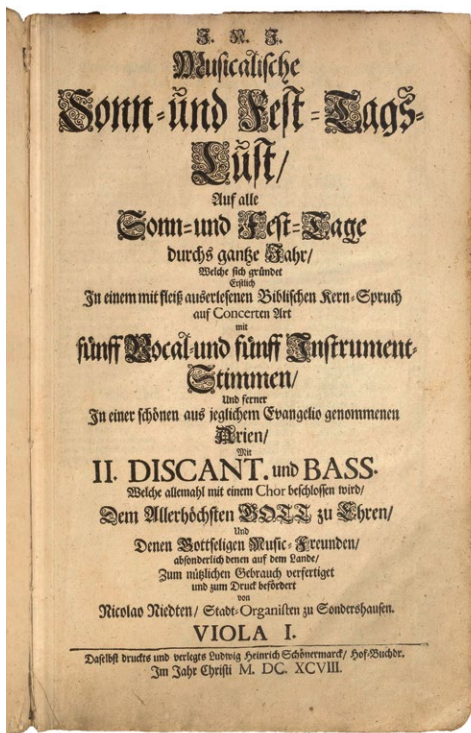 J. N. J.
Musicalische
Sonn-und Fest-Tags-
Lust/
Auf alle
Sonn-und Fest-Tage
durchs gantze Jahr/
Welche sich gründet
Erstlich
In einem mit fleiß auserlesenen Biblischen Kern-Spruch
auf Concerten Art
mit
fünff Vocal-und fünff Instrument-
Stimmen/
Und ferner
In einer schönen aus jeglichem Evangelio genommenen
Arien/
Mit
II. DISCANT. und BASS.
Welche allemahl mit einem Chor beschlossen wird/
Dem Allerhöchsten GOTT zu Ehren/
Und
Denen Gottseligen Music-Freunden/
absonderlich denen auf dem Lande/
Zum nützlichen Gebrauch verfertiget
und zum Druck befördert
von
Nicolao Niedten/ Stadt-Organisten zu Sondershausen.
VIOLA I.
Daselbst druckts und verlegts Ludwig Heinrich Schönermarck/ Hof-Buchdr.
Im Jahr Christi M. DC. XCVIII.